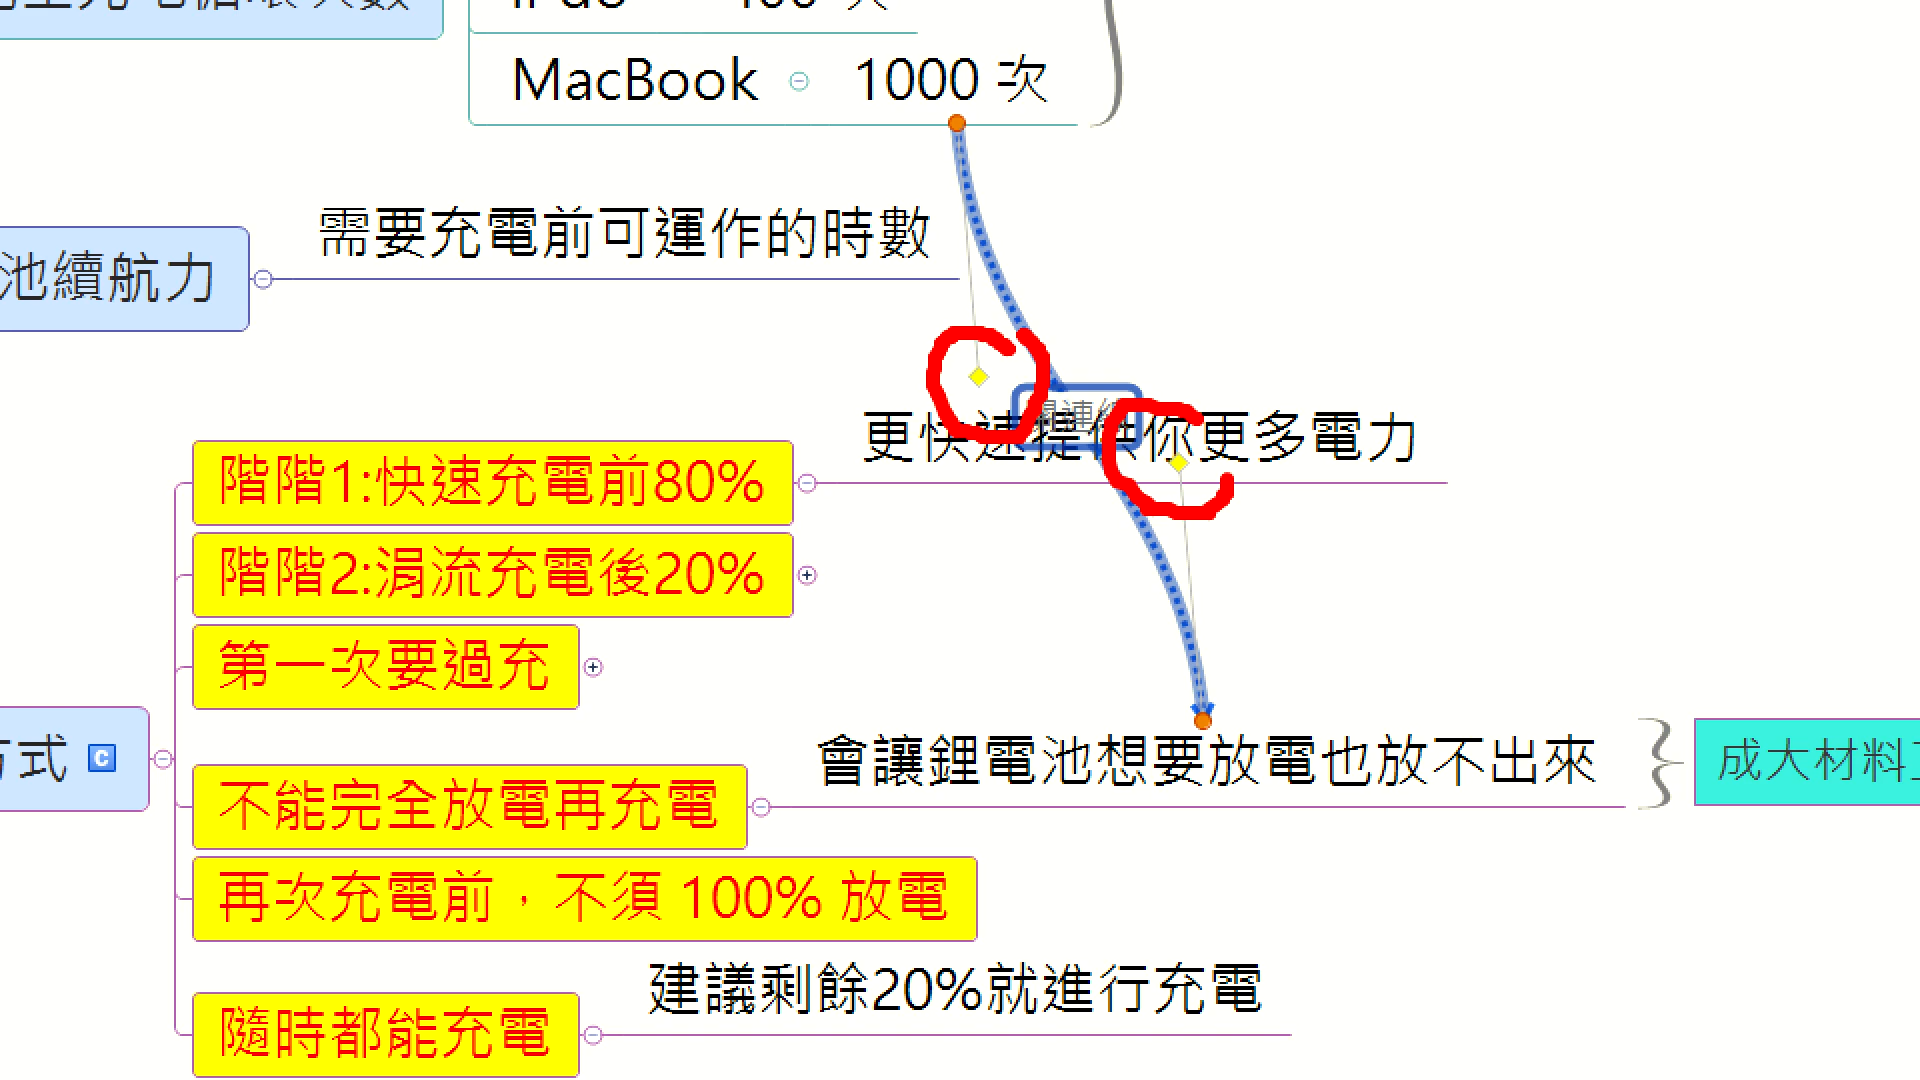 MacBook 1000 次
需要充電前可運作的時數
池續航力
更快速提供你更多電力
階階1:快速充電前80%
階階2:涓流充電後20%
第一次要過充
會讓鋰電池想要放電也放不出來
成大材料
方式 C
不能完全放電再充電
再次充電前,不須 100% 放電
建議剩餘20%就進行充電
隨時都能充電